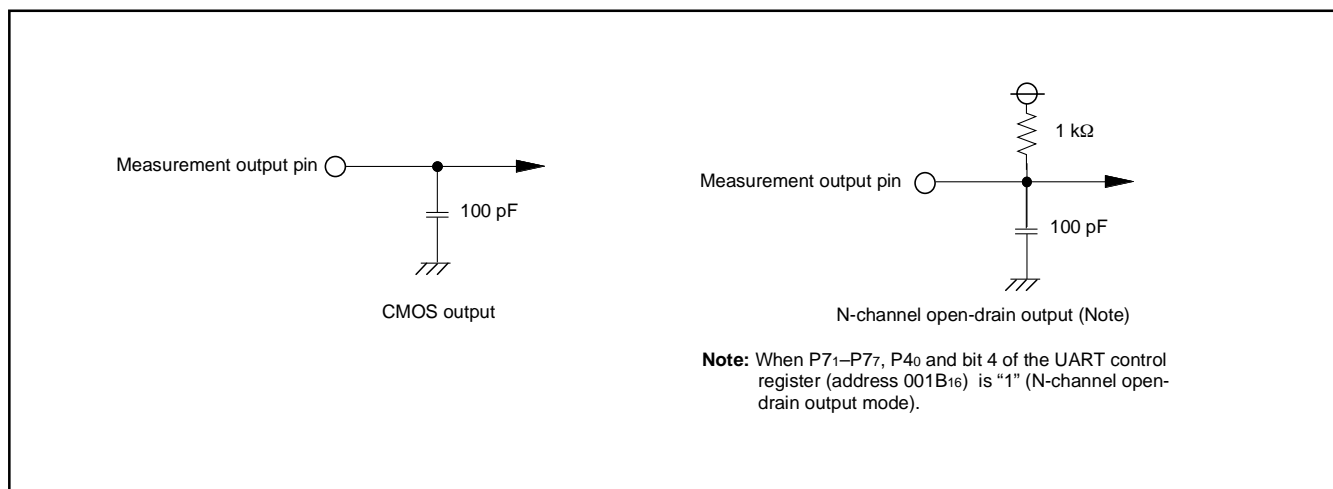 Measurement output pin
100 pF
CMOS output
1 kΩ
Measurement output pin
100 pF
N-channel open-drain output (Note)
Note: When P71–P77, P40 and bit 4 of the UART control
register (address 001B16) is “1” (N-channel open-
drain output mode).